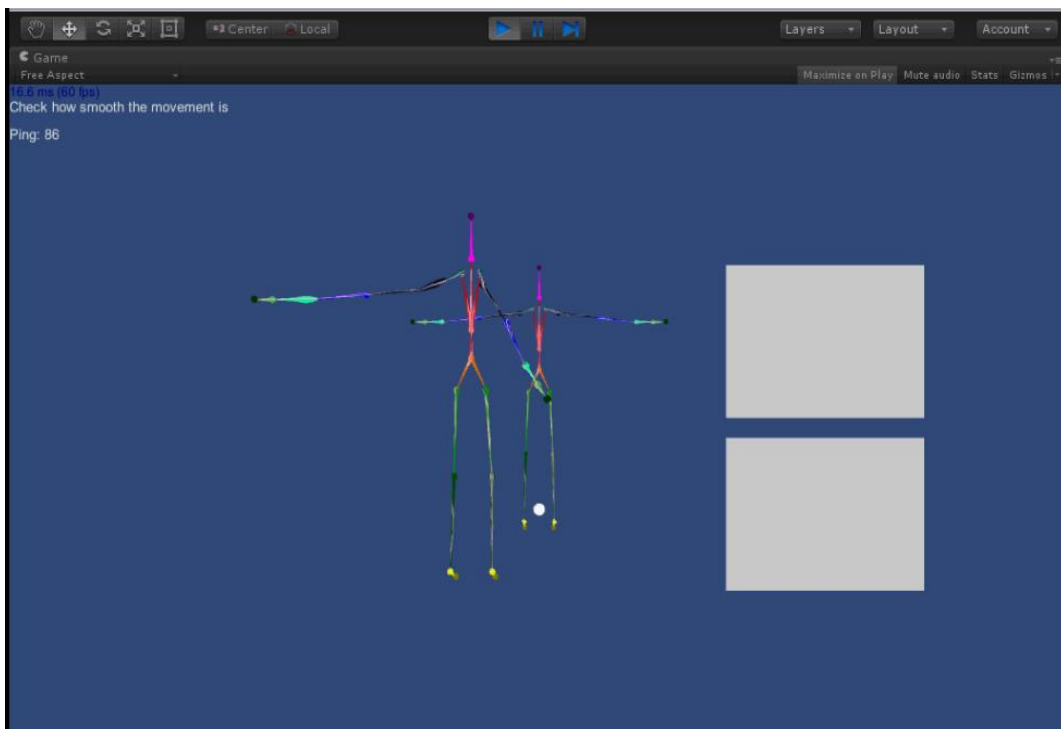 Center Local Layers Layout Account
Game
Free Aspect Maximize on Play Mute audio Stats Gizmos
16.6 ms (60 fps)
Check how smooth the movement is
Ping: 86